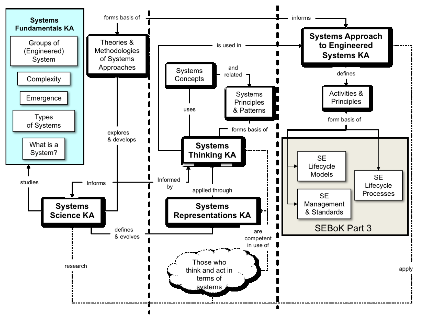 Systems
Fundamentals KA
Groups of
(Engineered)
System
Complexity
Emergence
Types
of Systems
What is a
System?
forms basis of
Theories &
Methodologies
of Systems
Approaches
explores
& develops
studies
Systems
Science KA
informs
defines
& evolves
research
Systems
Concepts
and
related
Systems
Principles
& Patterns
uses
forms basis of
is used in
Systems
Thinking KA
Informed
by
applied through
Systems
Representations KA
are
competent
in use of
Those who
think and act in
terms of
systems
informs
Systems Approach
to Engineered
Systems KA
defines
Activities &
Principles
form basis of
SE
Lifecycle
Models
SE
Lifecycle
Processes
SE
Management
& Standards
SEBoK Part 3
apply